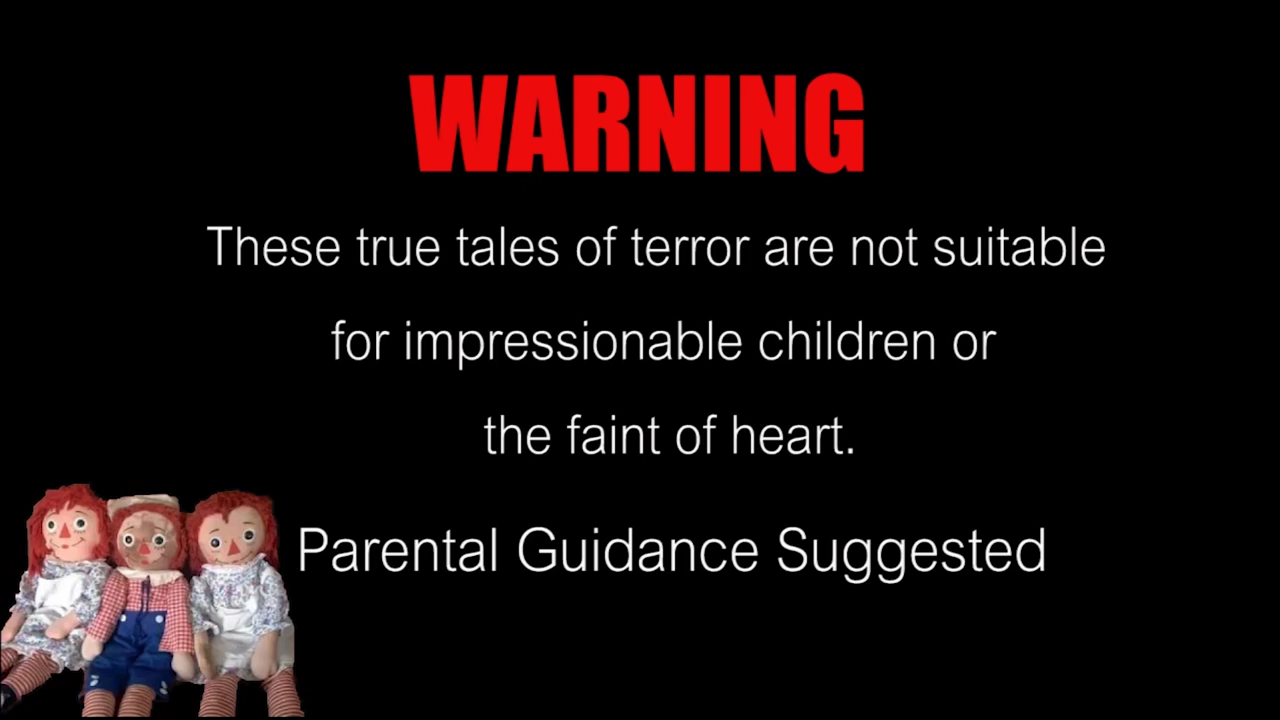 WARNING
These true tales of terror are not suitable
for impressionable children or
the faint of heart.
Parental Guidance Suggested